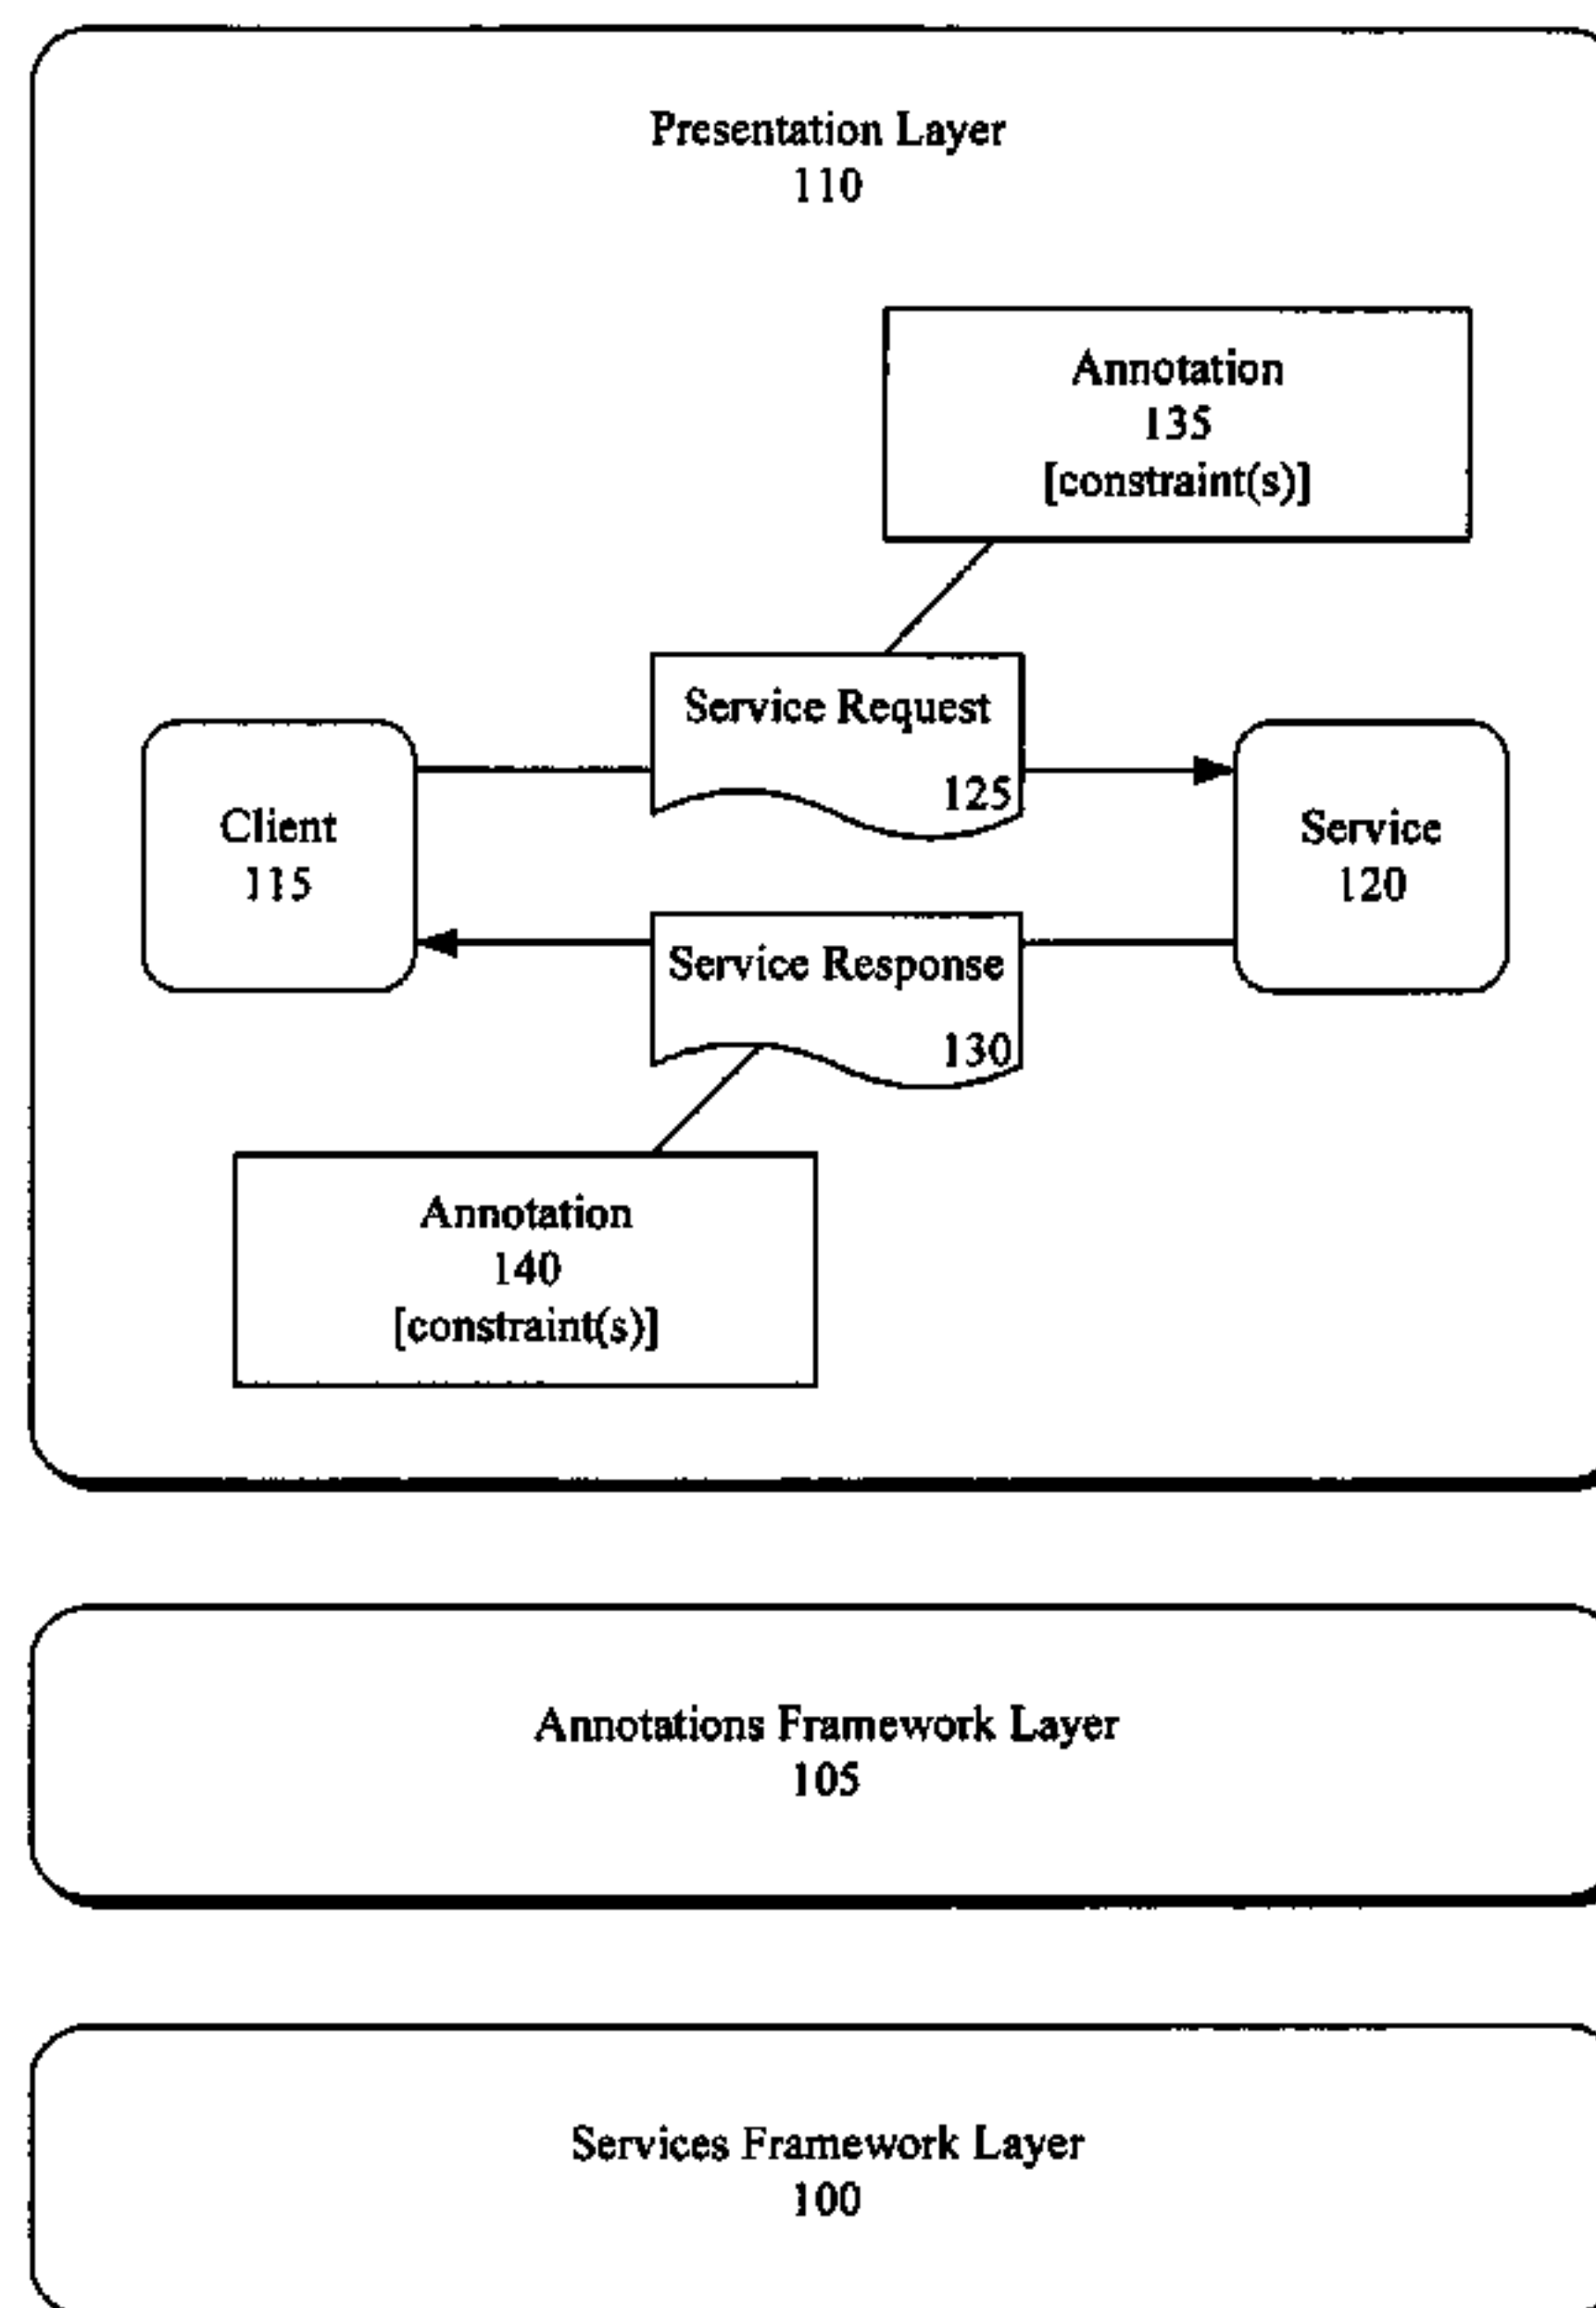 Presentation Layer
110
Annotation
135
[constraint(s)]
Service Request
125
Client
115
Service
120
Service Response
130
Annotation
140
[constraint(s)]
Annotations Framework Layer
105
Services Framework Layer
100